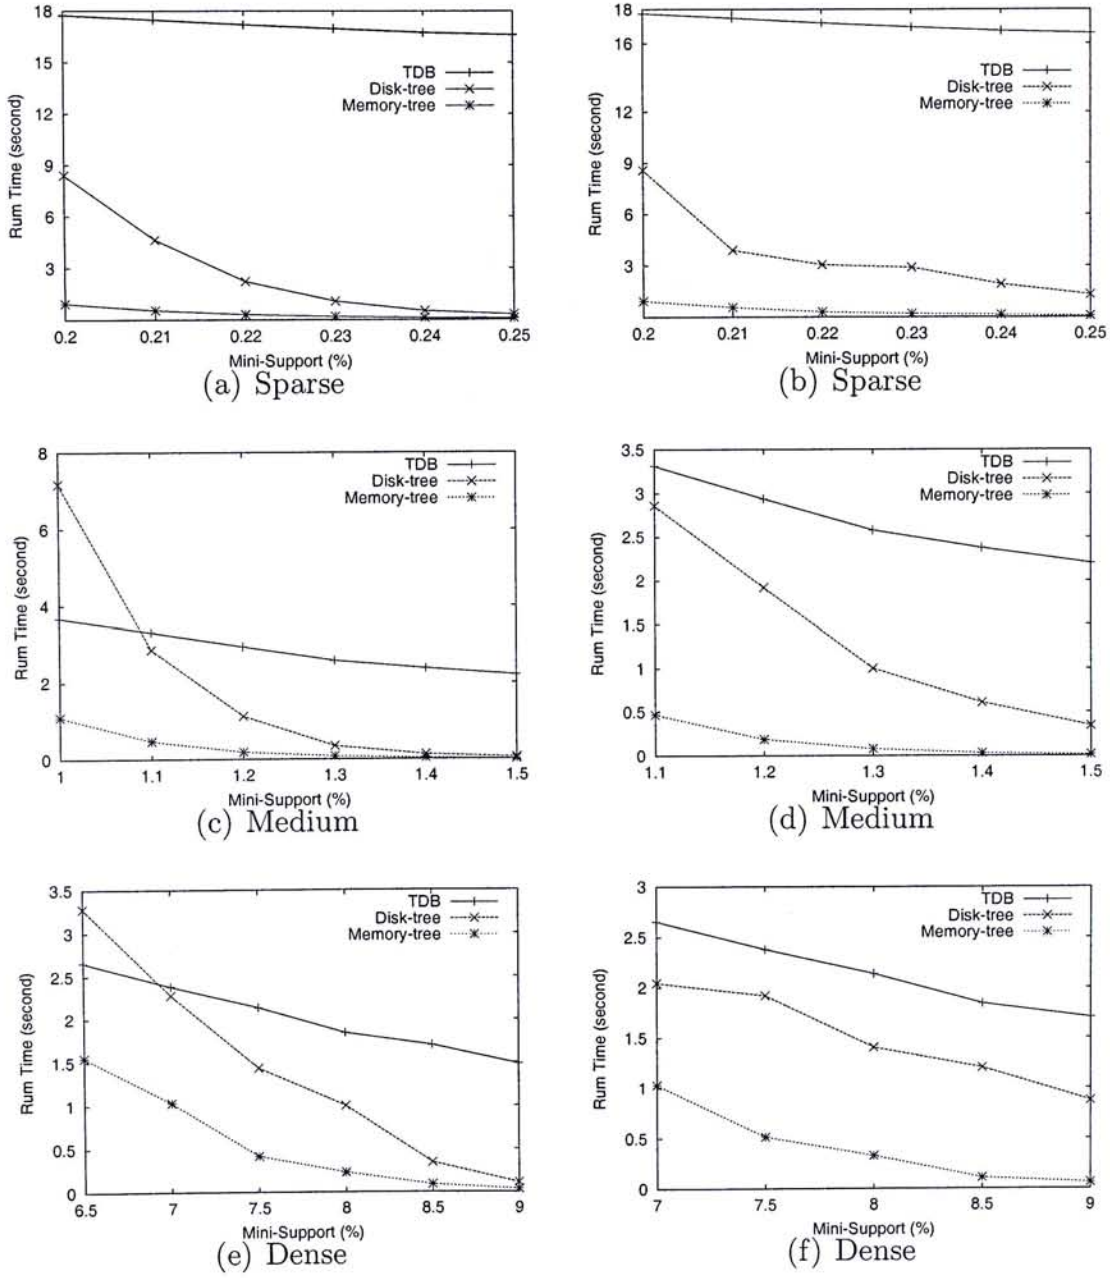 18
15
12
9
6
3
Rum Time (second)
TDB
Disk-tree
Memory-tree
0.2 0.21 0.22 0.23 0.24 0.25
Mini-Support (%)
(a) Sparse
18
16
12
9
6
3
Rum Time (second)
TDB
Disk-tree
Memory-tree
0.2 0.21 0.22 0.23 0.24 0.25
Mini-Support (%)
(b) Sparse
8
6
4
2
0
Rum Time (second)
TDB
Disk-tree
Memory-tree
1 1.1 1.2 1.3 1.4 1.5
Mini-Support (%)
(c) Medium
3.5
3
2.5
2
1.5
1
0.5
0
Rum Time (second)
TDB
Disk-tree
Memory-tree
1.1 1.2 1.3 1.4 1.5
Mini-Support (%)
(d) Medium
3.5
3
2.5
2
1.5
1
0.5
0
Rum Time (second)
TDB
Disk-tree
Memory-tree
6.5 7 7.5 8 8.5 9
Mini-Support (%)
(e) Dense
3
2.5
2
1.5
1
0.5
0
Rum Time (second)
TDB
Disk-tree
Memory-tree
7 7.5 8 8.5 9
Mini-Support (%)
(f) Dense